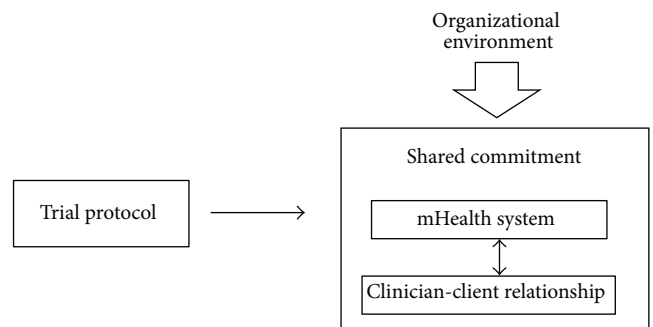 Organizational
environment
Shared commitment
Trial protocol
mHealth system
Clinician-client relationship